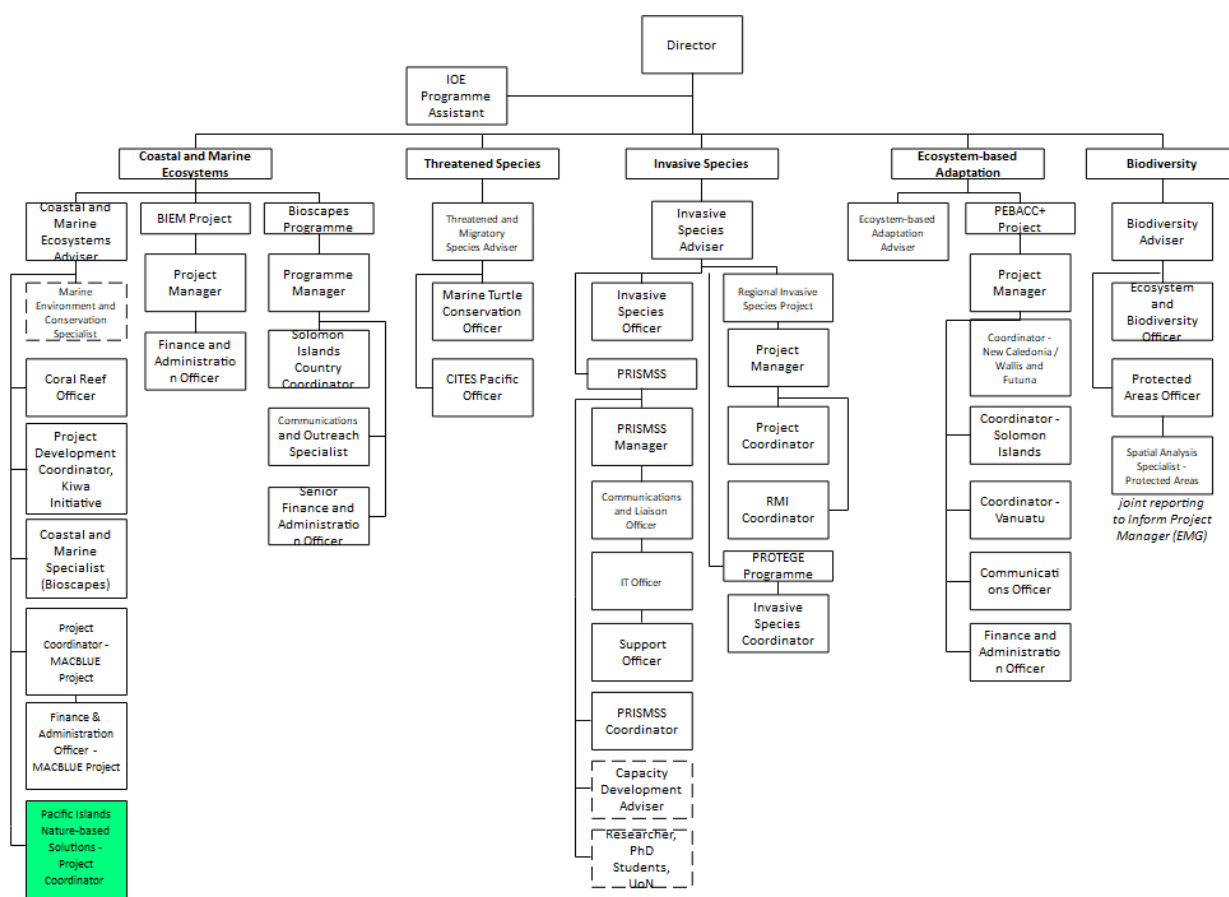 Director
IOE
Programme
Assistant
Coastal and Marine
Ecosystems
Threatened Species
Invasive Species
Ecosystem-based
Adaptation
Biodiversity
Coastal and
Marine
Ecosystems
Adviser
Marine
Environment and
Conservation
Specialist
Coral Reef
Officer
Project
Development
Coordinator,
Kiwa
Initiative
Coastal and
Marine
Specialist
(Bioscapes)
Project
Coordinator -
MACBLUE
Project
Finance &
Administration
Officer -
MACBLUE Project
Pacific Islands
Nature-based
Solutions -
Project
Coordinator
BIEM Project
Project
Manager
Finance and
Administratio
n Officer
Bioscapes
Programme
Programme
Manager
Solomon
Islands
Country
Coordinator
Communications
and Outreach
Specialist
Senior
Finance and
Administratio
n Officer
Threatened and
Migratory
Species Adviser
Marine Turtle
Conservation
Officer
CITES Pacific
Officer
Invasive
Species
Adviser
Invasive
Species
Officer
PRISMSS
PRISMSS
Manager
Communications
and Liaison
Officer
IT Officer
Support
Officer
PRISMSS
Coordinator
Capacity
Development
Adviser
Researcher,
PhD
Students,
UoN
Regional Invasive
Species Project
Project
Manager
Project
Coordinator
RMI
Coordinator
PROTEGE
Programme
Invasive
Species
Coordinator
Ecosystem-based
Adaptation
Adviser
PEBACC+
Project
Project
Manager
Coordinator -
New Caledonia /
Wallis and
Futuna
Coordinator -
Solomon
Islands
Coordinator -
Vanuatu
Communicati
ons Officer
Finance and
Administratio
n Officer
Biodiversity
Adviser
Ecosystem
and
Biodiversity
Officer
Protected
Areas Officer
Spatial Analysis
Specialist -
Protected Areas
joint reporting
to Inform Project
Manager (EMG)